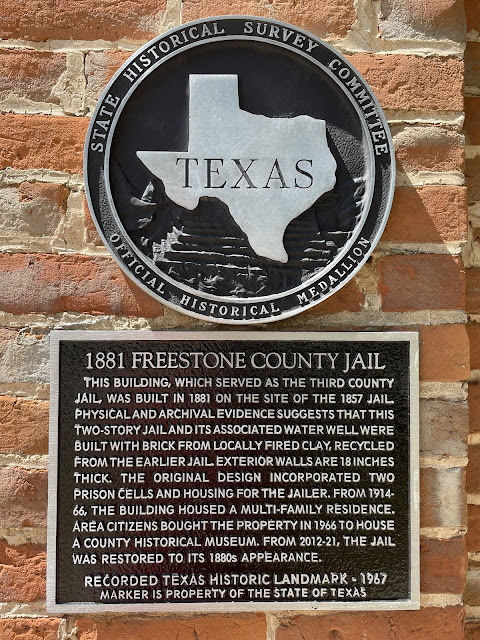 STATE HISTORICAL SURVEY COMMITTEE
TEXAS
OFFICIAL HISTORICAL MEDALLION
1881 FREESTONE COUNTY JAIL
THIS BUILDING, WHICH SERVED AS THE THIRD COUNTY
JAIL, WAS BUILT IN 1881 ON THE SITE OF THE 1857 JAIL.
PHYSICAL AND ARCHIVAL EVIDENCE SUGGESTS THAT THIS
TWO-STORY JAIL AND ITS ASSOCIATED WATER WELL WERE
BUILT WITH BRICK FROM LOCALLY FIRED CLAY, RECYCLED
FROM THE EARLIER JAIL. EXTERIOR WALLS ARE 18 INCHES
THICK. THE ORIGINAL DESIGN INCORPORATED TWO
PRISON CELLS AND HOUSING FOR THE JAILER. FROM 1914-
66, THE BUILDING HOUSED A MULTI-FAMILY RESIDENCE.
AREA CITIZENS BOUGHT THE PROPERTY IN 1966 TO HOUSE
A COUNTY HISTORICAL MUSEUM. FROM 2012-21, THE JAIL
WAS RESTORED TO ITS 1880s APPEARANCE.
RECORDED TEXAS HISTORIC LANDMARK - 1967
MARKER IS PROPERTY OF THE STATE OF TEXAS